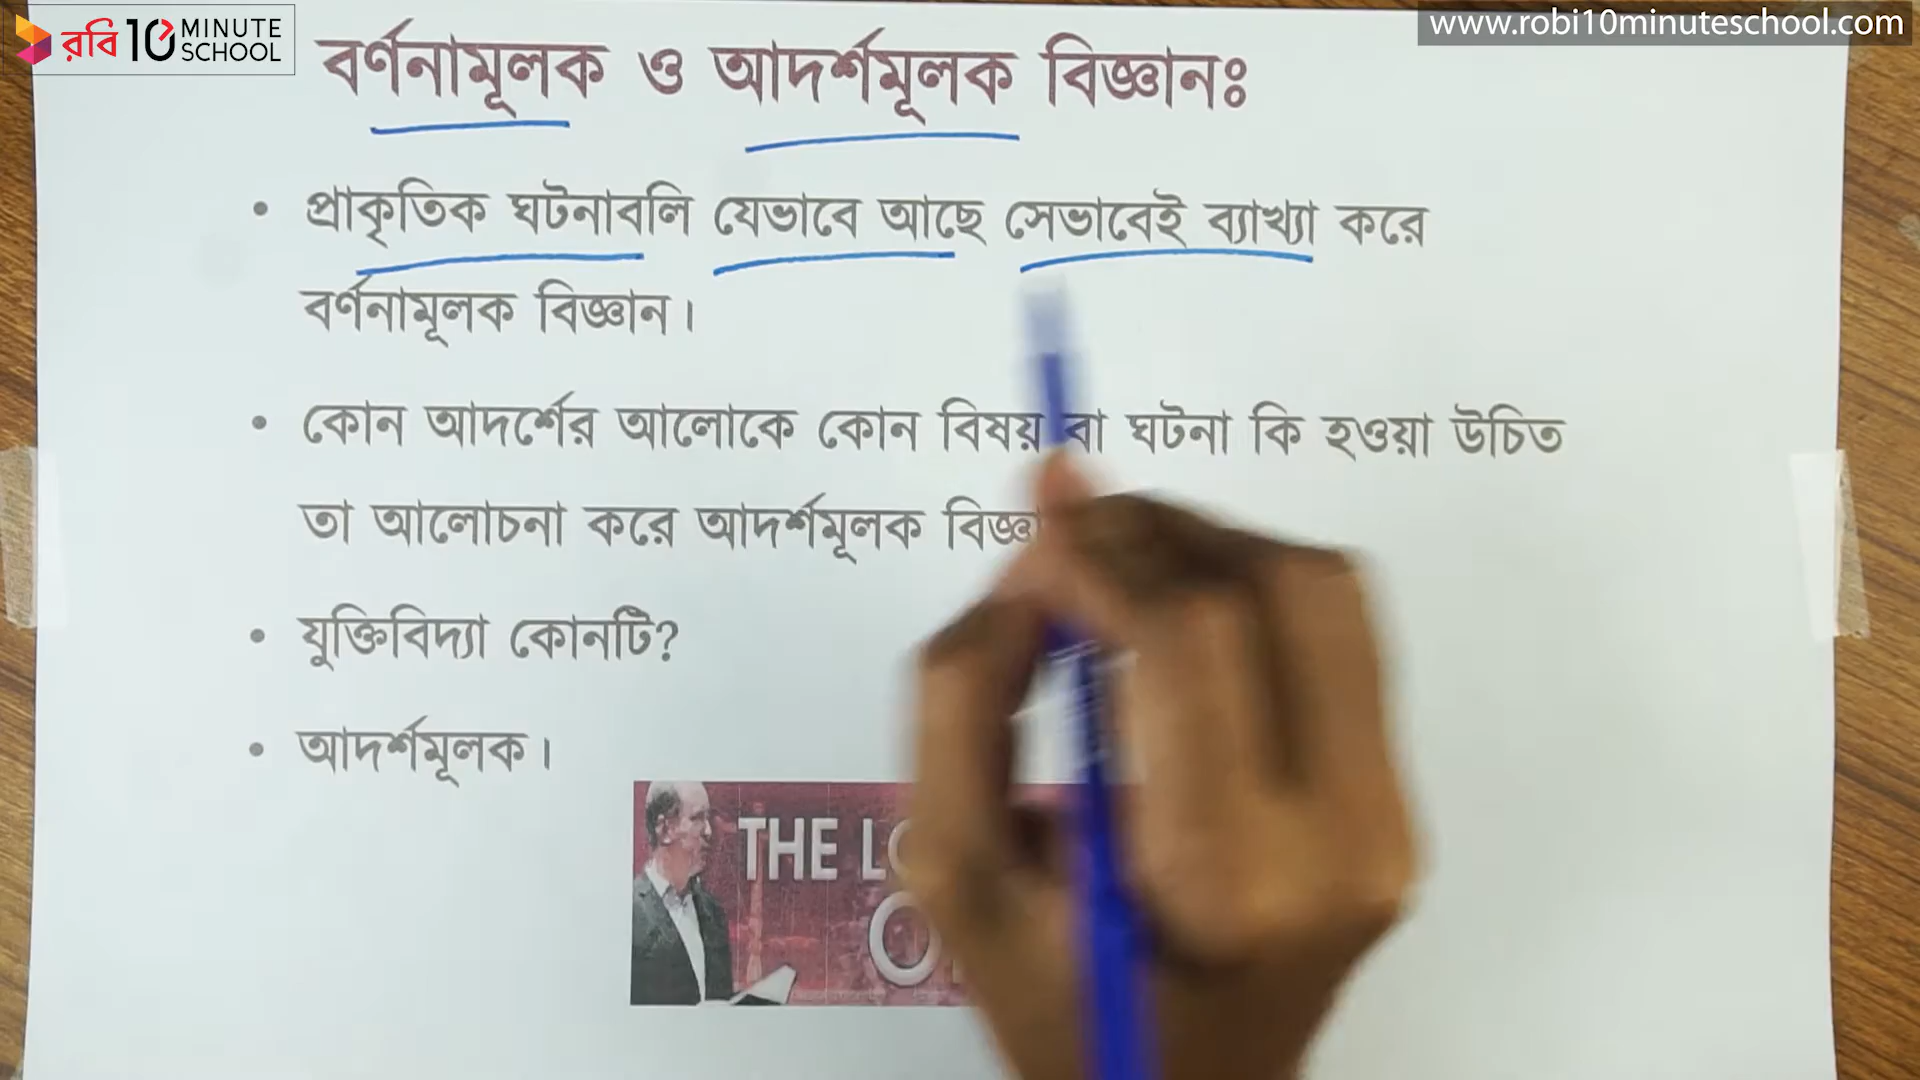 রবি 10 MINUTE SCHOOL
www.robi10minuteschool.com
বর্ণনামূলক ও আদর্শমূলক বিজ্ঞানঃ
• প্রাকৃতিক ঘটনাবলি যেভাবে আছে সেভাবেই ব্যাখ্যা করে
বর্ণনামূলক বিজ্ঞান।
• কোন আদর্শের আলোকে কোন বিষয় বা ঘটনা কি হওয়া উচিত
তা আলোচনা করে আদর্শমূলক
• যুক্তিবিদ্যা কোনটি?
• আদর্শমূলক।
THE